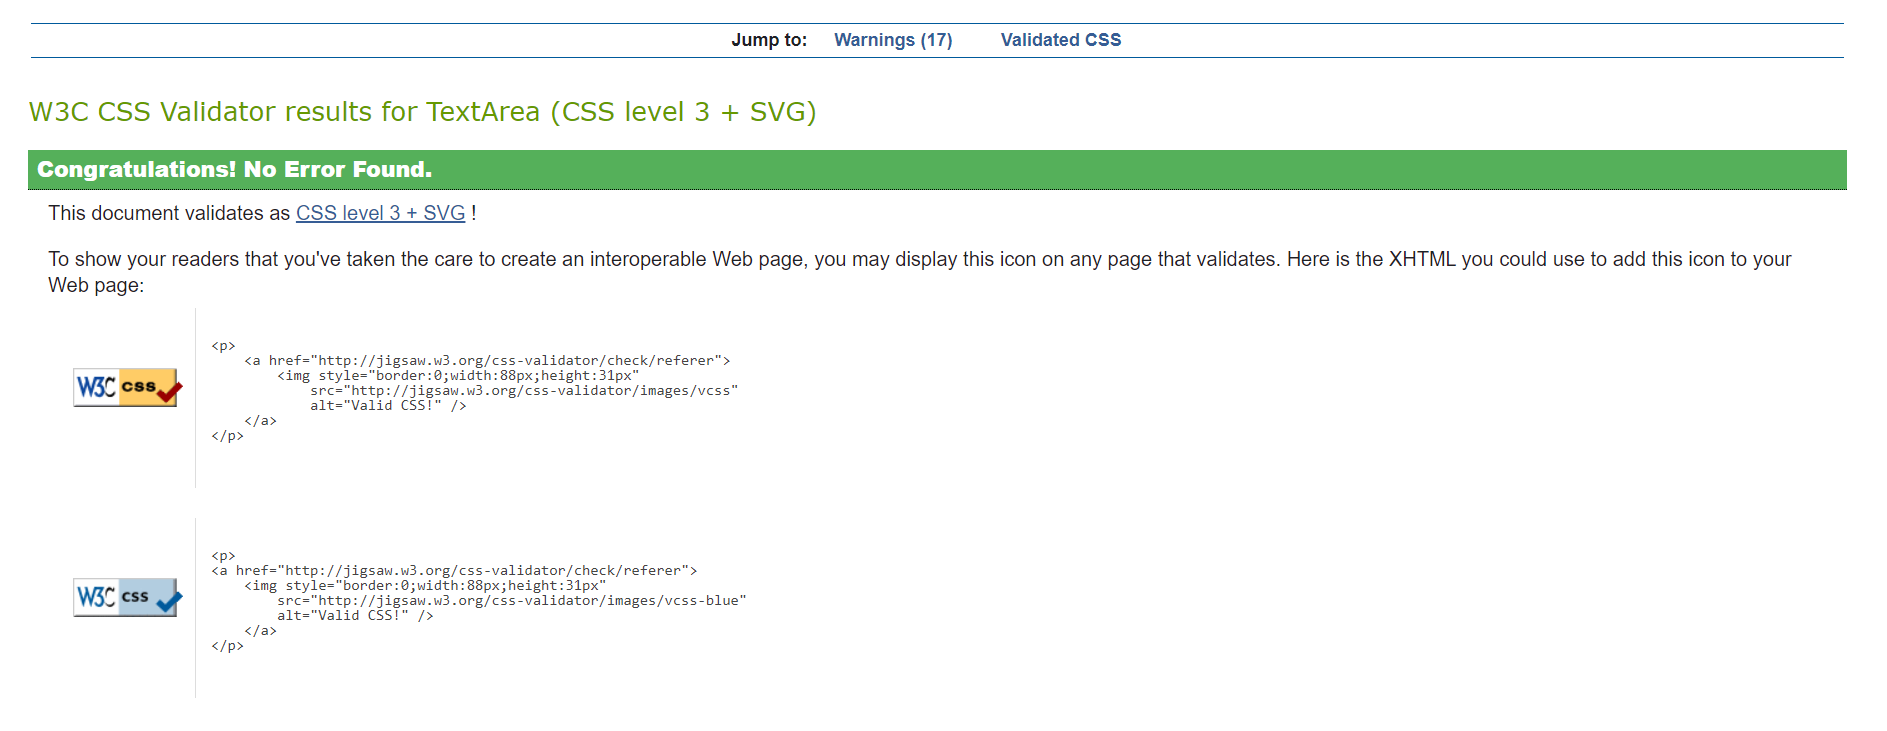 Jump to: Warnings (17) Validated CSS
W3C CSS Validator results for TextArea (CSS level 3 + SVG)
Congratulations! No Error Found.
This document validates as CSS level 3 + SVG !
To show your readers that you've taken the care to create an interoperable Web page, you may display this icon on any page that validates. Here is the XHTML you could use to add this icon to your
Web page:
W3C css
<p>
    <a href="http://jigsaw.w3.org/css-validator/check/referer">
        <img style="border:0;width:88px;height:31px"
            src="http://jigsaw.w3.org/css-validator/images/vcss"
            alt="Valid CSS!" />
    </a>
</p>
W3C css
<p>
<a href="http://jigsaw.w3.org/css-validator/check/referer">
    <img style="border:0;width:88px;height:31px"
        src="http://jigsaw.w3.org/css-validator/images/vcss-blue"
        alt="Valid CSS!" />
    </a>
</p>